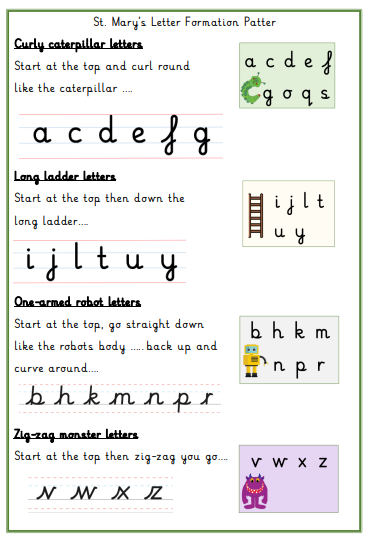 St. Mary's Letter Formation Patter
Curly caterpillar letters
Start at the top and curl round
like the caterpillar ....
a c d e f
g o q s
a c d e f g
Long ladder letters
Start at the top then down the
long ladder....
i j l t
u y
i j l t u y
One-armed robot letters
Start at the top, go straight down
like the robots body .....back up and
curve around....
b h k m
n p r
b h k m n p r
Zig-zag monster letters
Start at the top then zig-zag you go....
v w x z
v w x z